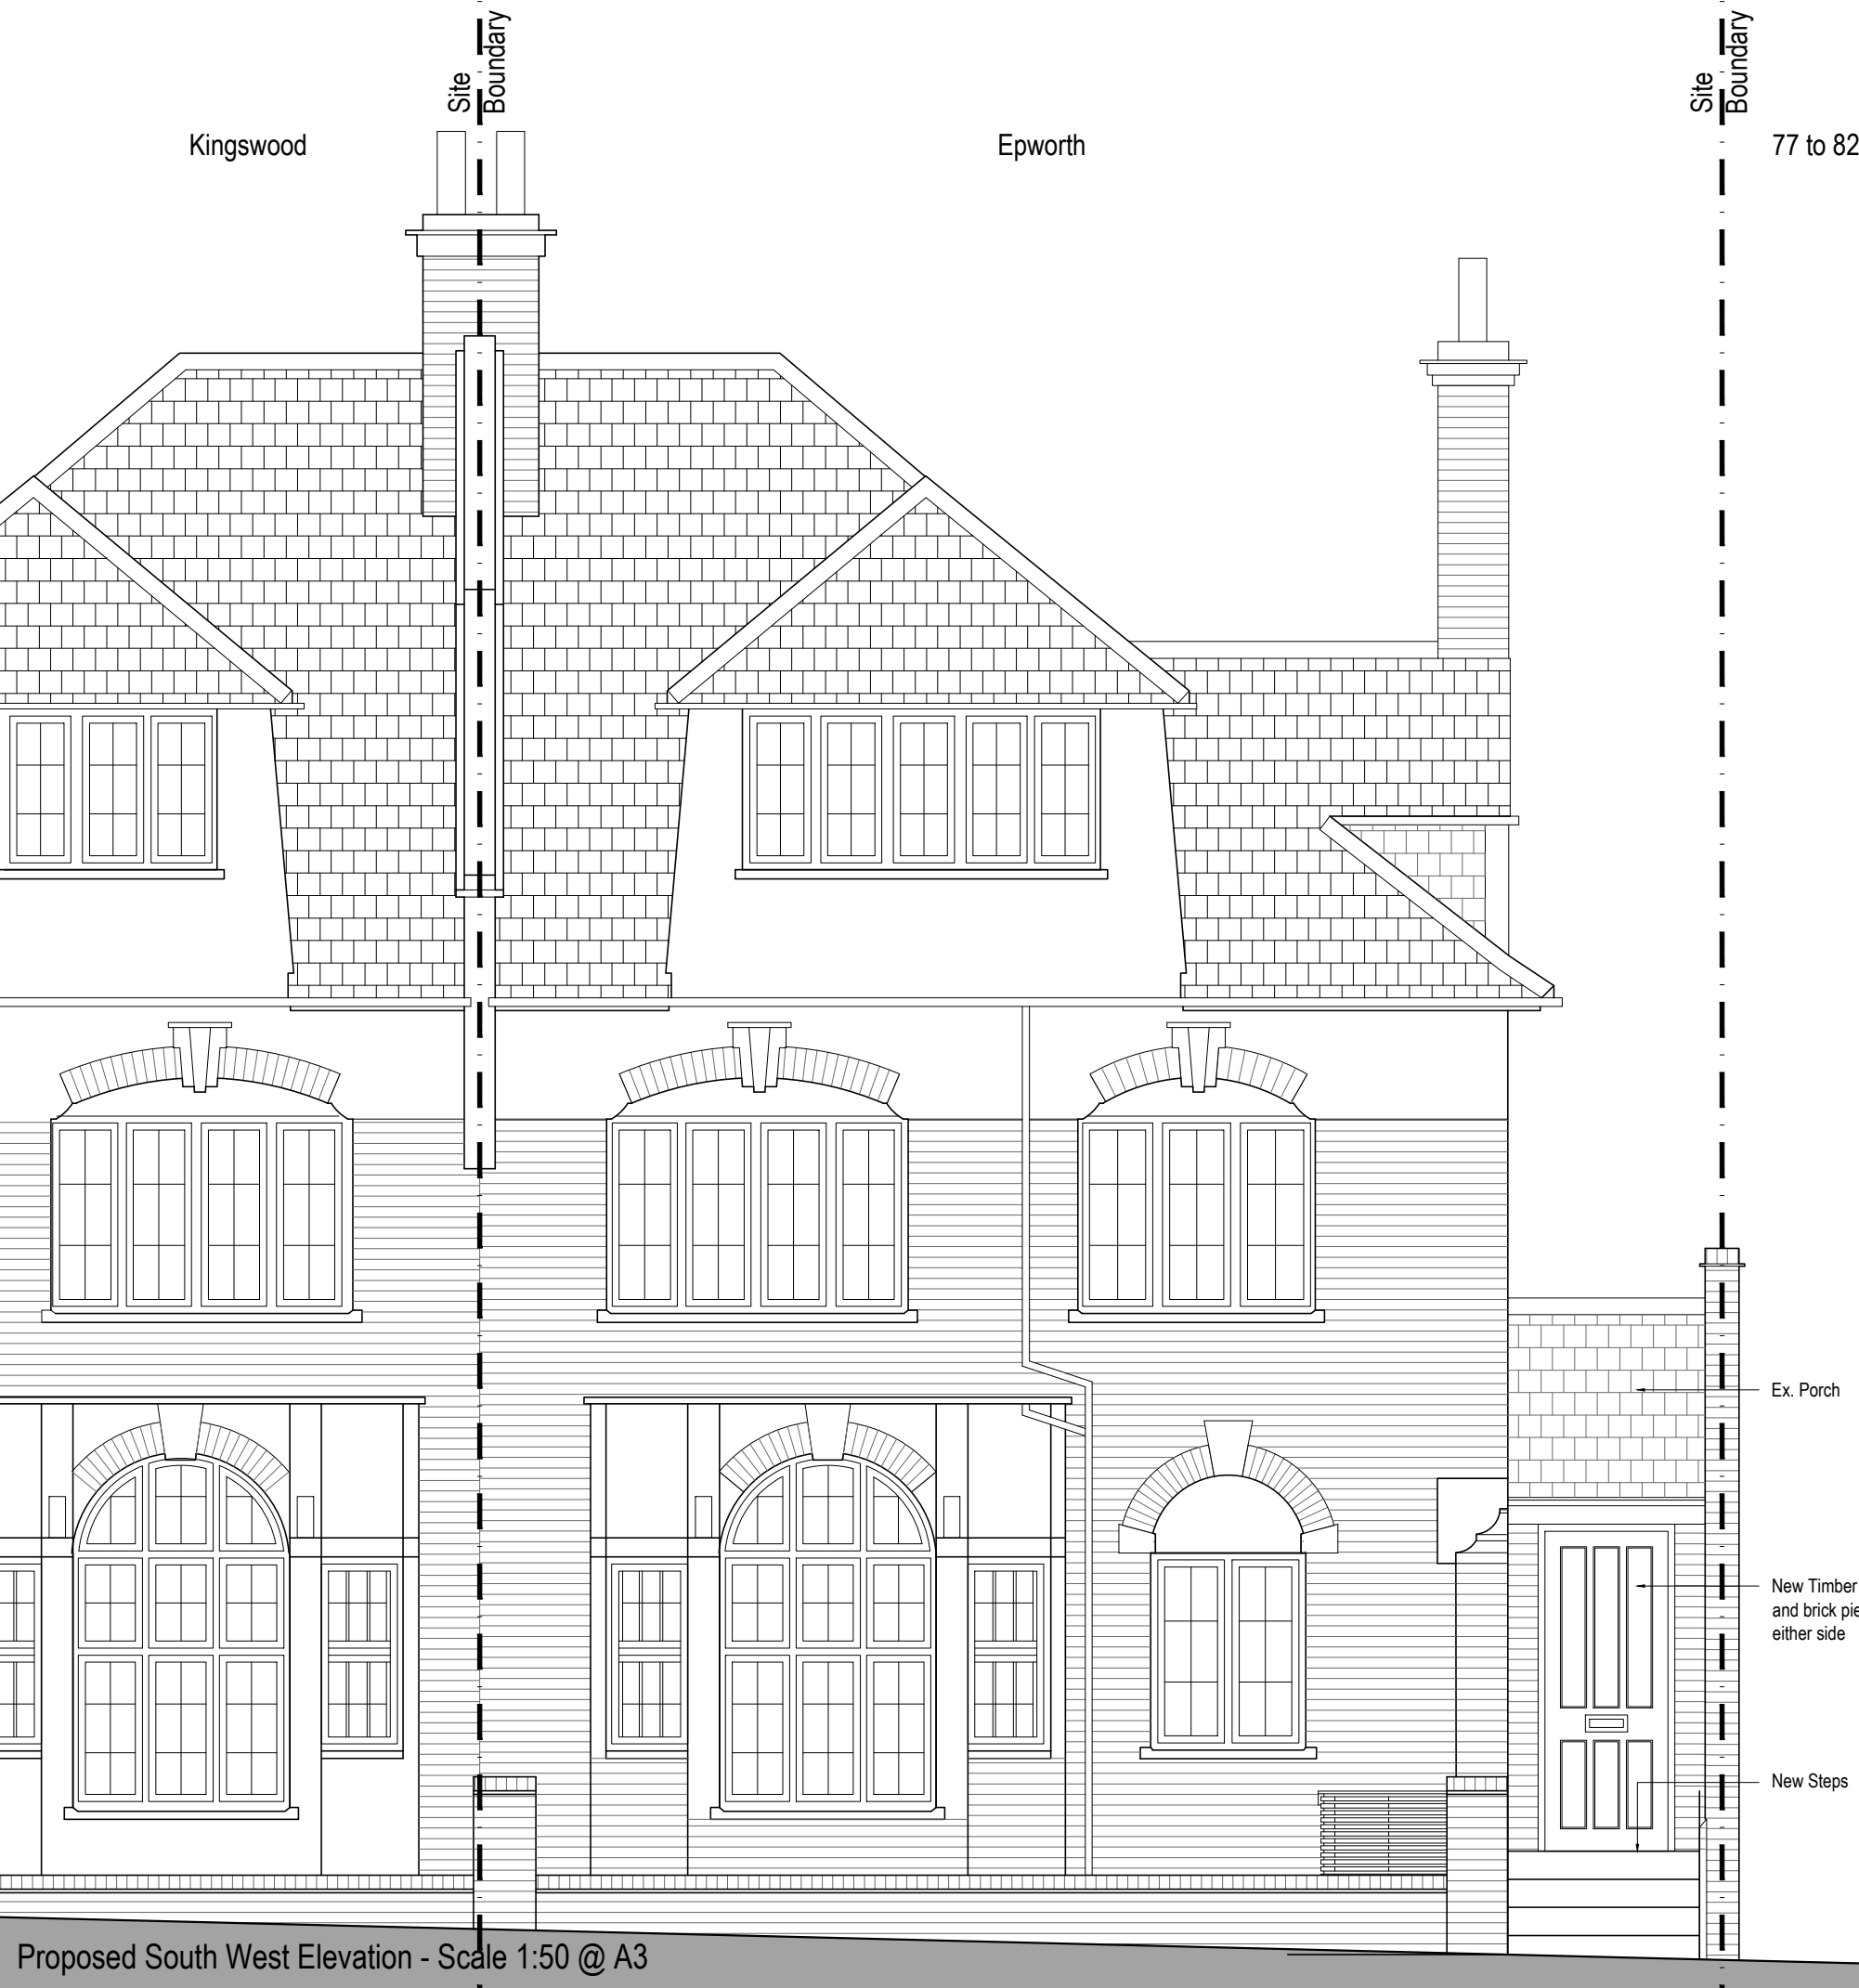 Site
Boundary
Site
Boundary
Kingswood
Epworth
77 to 82
Ex. Porch
New Timber
and brick pie
either side
New Steps
Proposed South West Elevation - Scale 1:50 @ A3